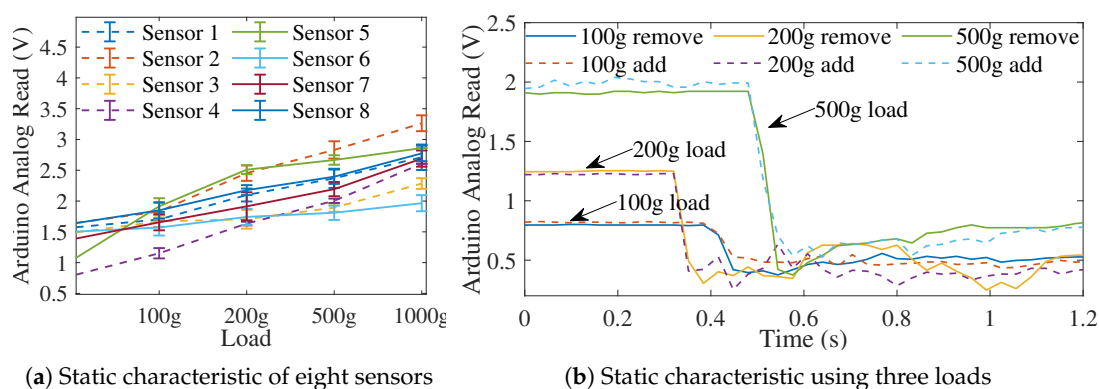 Arduino Analog Read (V)
4.5
4
3.5
3
2.5
2
1.5
1
0.5
Sensor 1
Sensor 2
Sensor 3
Sensor 4
Sensor 5
Sensor 6
Sensor 7
Sensor 8
100g
200g
500g
1000g
Load
(a) Static characteristic of eight sensors
Arduino Analog Read (V)
2.5
2
1.5
1
0.5
100g remove
100g add
200g remove
200g add
500g remove
500g add
500g load
200g load
100g load
0
0.2
0.4
0.6
0.8
1
1.2
Time (s)
(b) Static characteristic using three loads